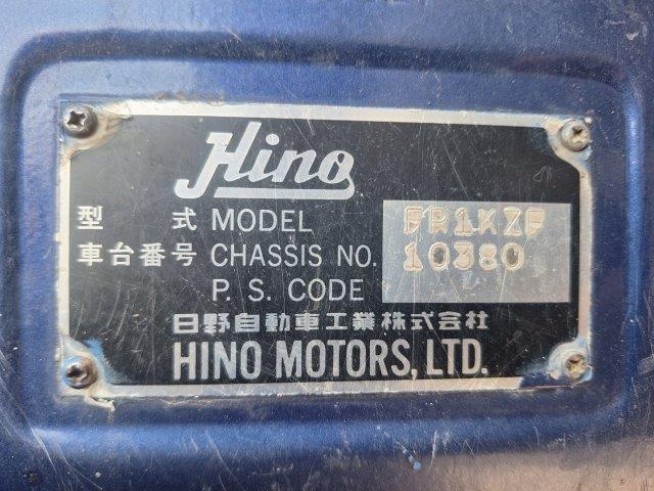 Hino
型式 MODEL FR1KZF
車台番号 CHASSIS NO. 10380
P. S. CODE
日野自動車工業株式会社
HINO MOTORS, LTD.